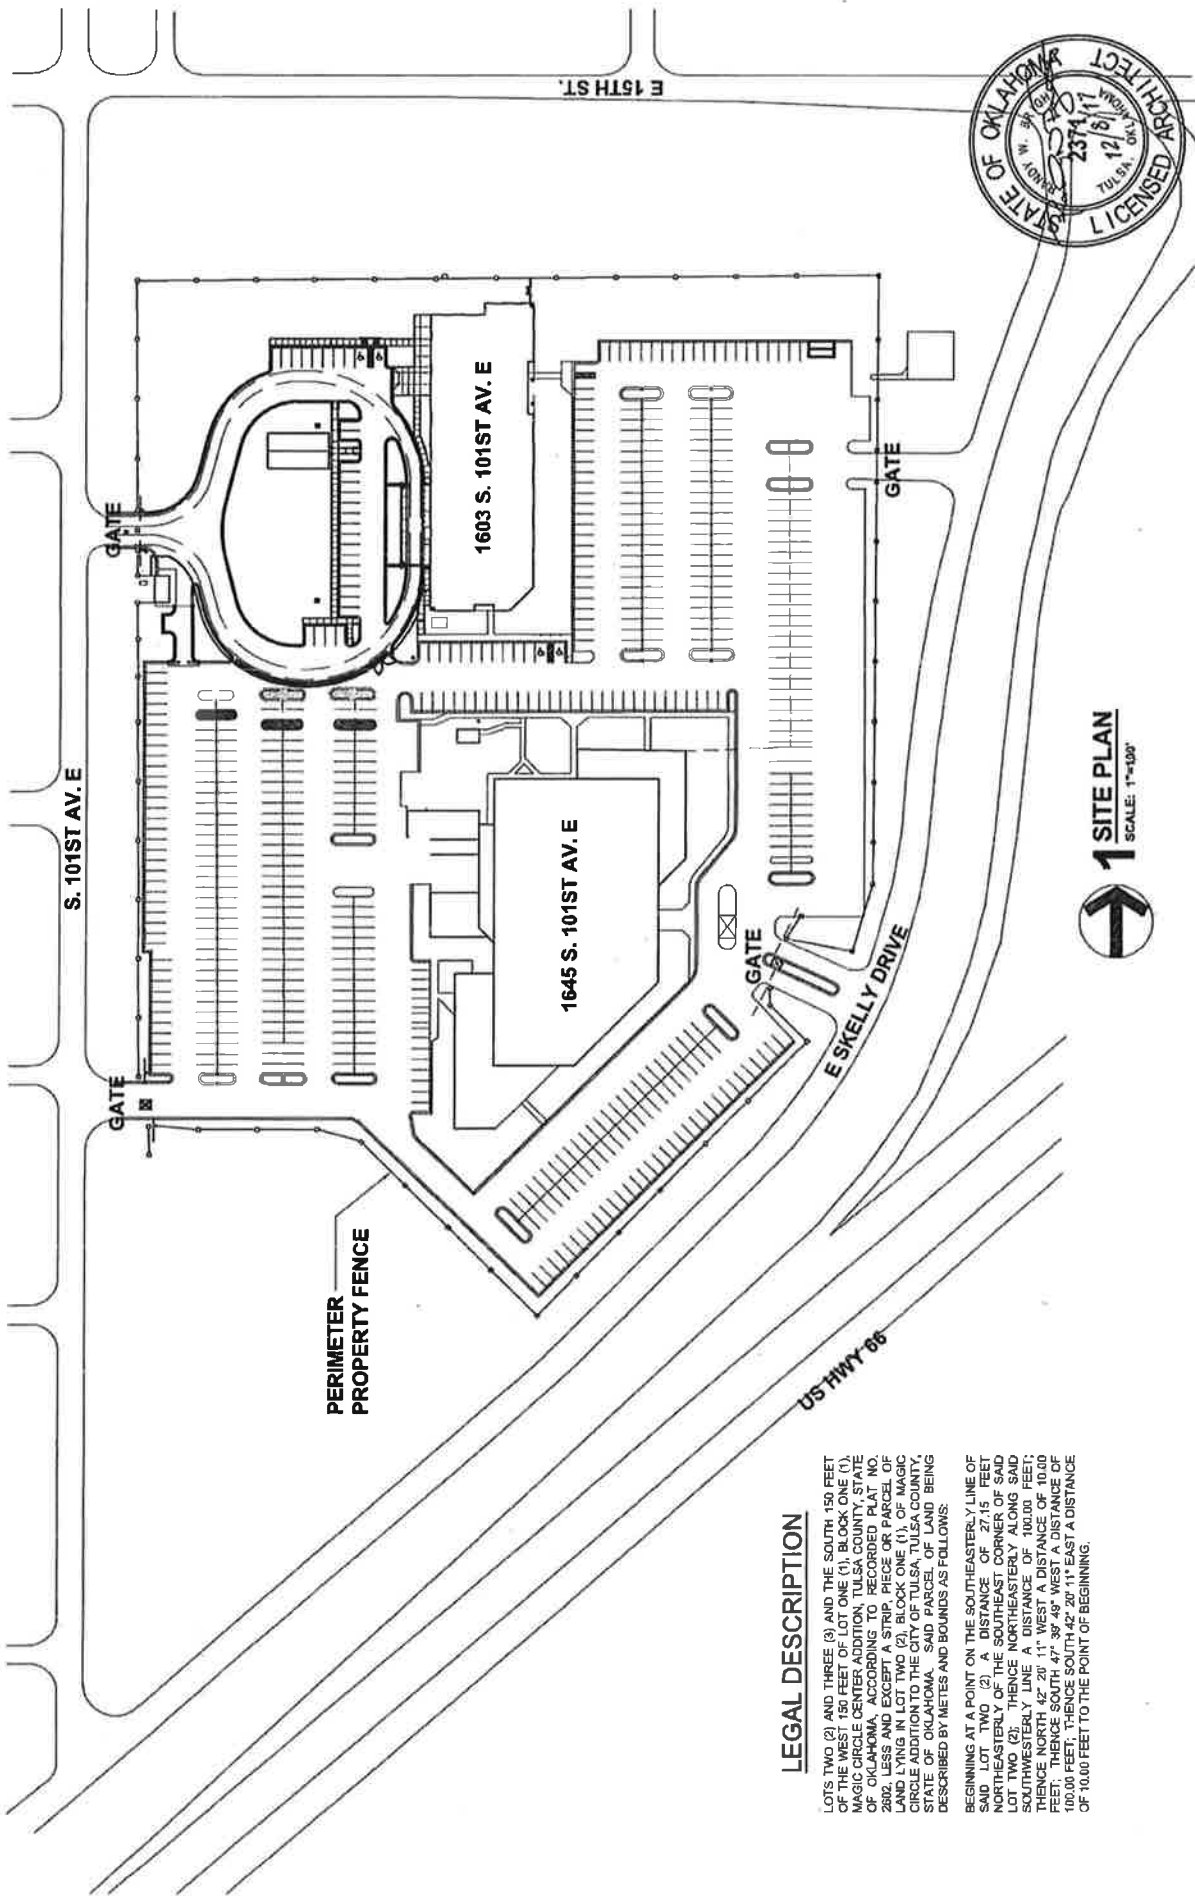 S. 101ST AV. E
E 15TH ST.
GATE
GATE
GATE
GATE
1603 S. 101ST AV. E
1645 S. 101ST AV. E
PERIMETER
PROPERTY FENCE
E SKELLY DRIVE
US HWY 66
1 SITE PLAN
SCALE: 1"=100'
STATE OF OKLAHOMA
RANDY W.
2371
12/8/17
TULSA, OKLAHOMA
LICENSED ARCHITECT
LEGAL DESCRIPTION
LOTS TWO (2) AND THREE (3) AND THE SOUTH 150 FEET
OF THE WEST 150 FEET OF LOT ONE (1), BLOCK ONE (1),
MAGIC CIRCLE CENTER ADDITION, TULSA COUNTY, STATE
OF OKLAHOMA, ACCORDING TO RECORDED PLAT NO.
2602, LESS AND EXCEPT A STRIP, PIECE OR PARCEL OF
LAND LYING IN LOT TWO (2), BLOCK ONE (1), OF MAGIC
CIRCLE ADDITION TO THE CITY OF TULSA, TULSA COUNTY,
STATE OF OKLAHOMA. SAID PARCEL OF LAND BEING
DESCRIBED BY METES AND BOUNDS AS FOLLOWS:
BEGINNING AT A POINT ON THE SOUTHEASTERLY LINE OF
SAID LOT TWO (2) A DISTANCE OF 27.15 FEET
NORTHEASTERLY OF THE SOUTHEAST CORNER OF SAID
LOT TWO (2); THENCE NORTHEASTERLY ALONG SAID
SOUTHWESTERLY LINE A DISTANCE OF 100.00 FEET;
THENCE NORTH 42° 20' 11" WEST A DISTANCE OF 10.00
FEET; THENCE SOUTH 47° 39' 49" WEST A DISTANCE OF
100.00 FEET; THENCE SOUTH 42° 20' 11" EAST A DISTANCE
OF 10.00 FEET TO THE POINT OF BEGINNING.